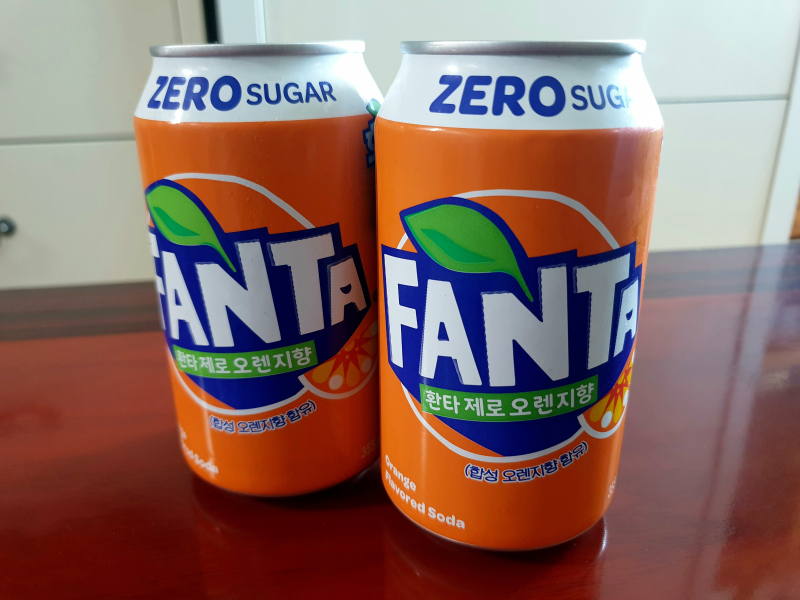 ZERO SUGAR
FANTA
환타 제로 오렌지향
(합성 오렌지향 함유)
ZERO
FANTA
환타 제로 오렌지향
(합성 오렌지향 함유)
Orange
Flavored Soda